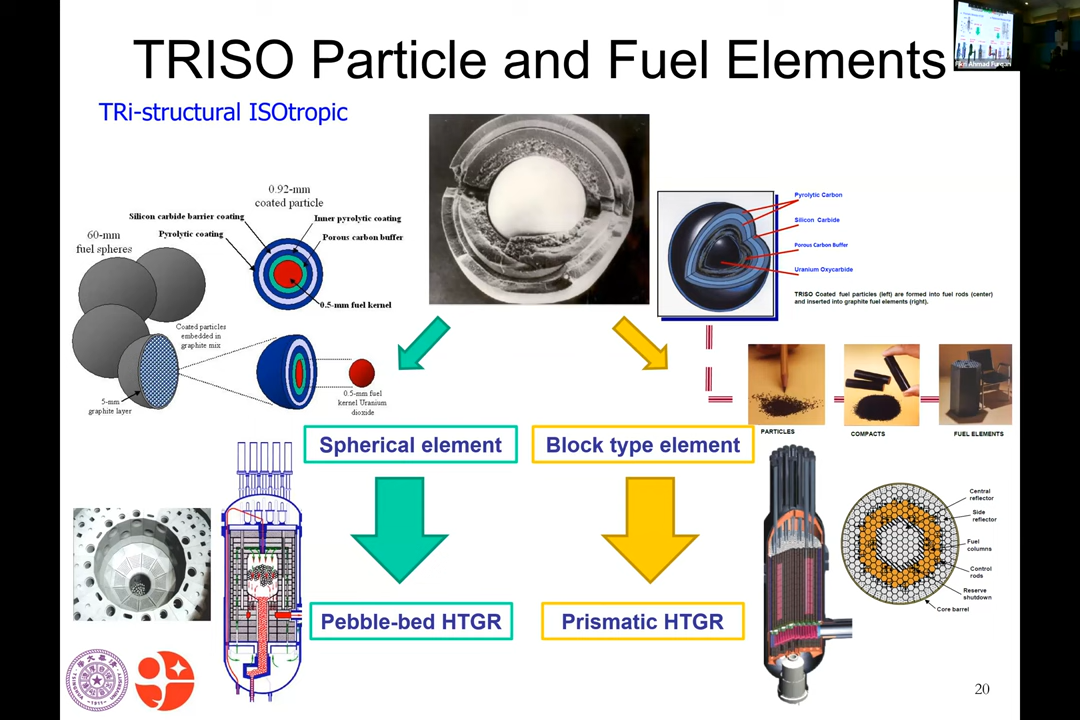 TRISO Particle and Fuel Elements
Fikri Ahmad Furqan
TRi-structural ISOtropic
0.92-mm
coated particle
Silicon carbide barrier coating
Inner pyrolytic coating
Pyrolytic coating
Porous carbon buffer
60-mm
fuel spheres
0.5-mm fuel kernel
Coated particles
embedded in
graphite mix
5-mm
graphite layer
0.5-mm fuel
kernel Uranium
dioxide
Pyrolytic Carbon
Silicon Carbide
Porous Carbon Buffer
Uranium Oxycarbide
TRISO Coated fuel particles (left) are formed into fuel rods (center)
and inserted into graphite fuel elements (right).
PARTICLES
COMPACTS
FUEL ELEMENTS
Spherical element
Block type element
Central
reflector
Side
reflector
Fuel
columns
Control
rods
Reserve
shutdown
Core barrel
Pebble-bed HTGR
Prismatic HTGR
20